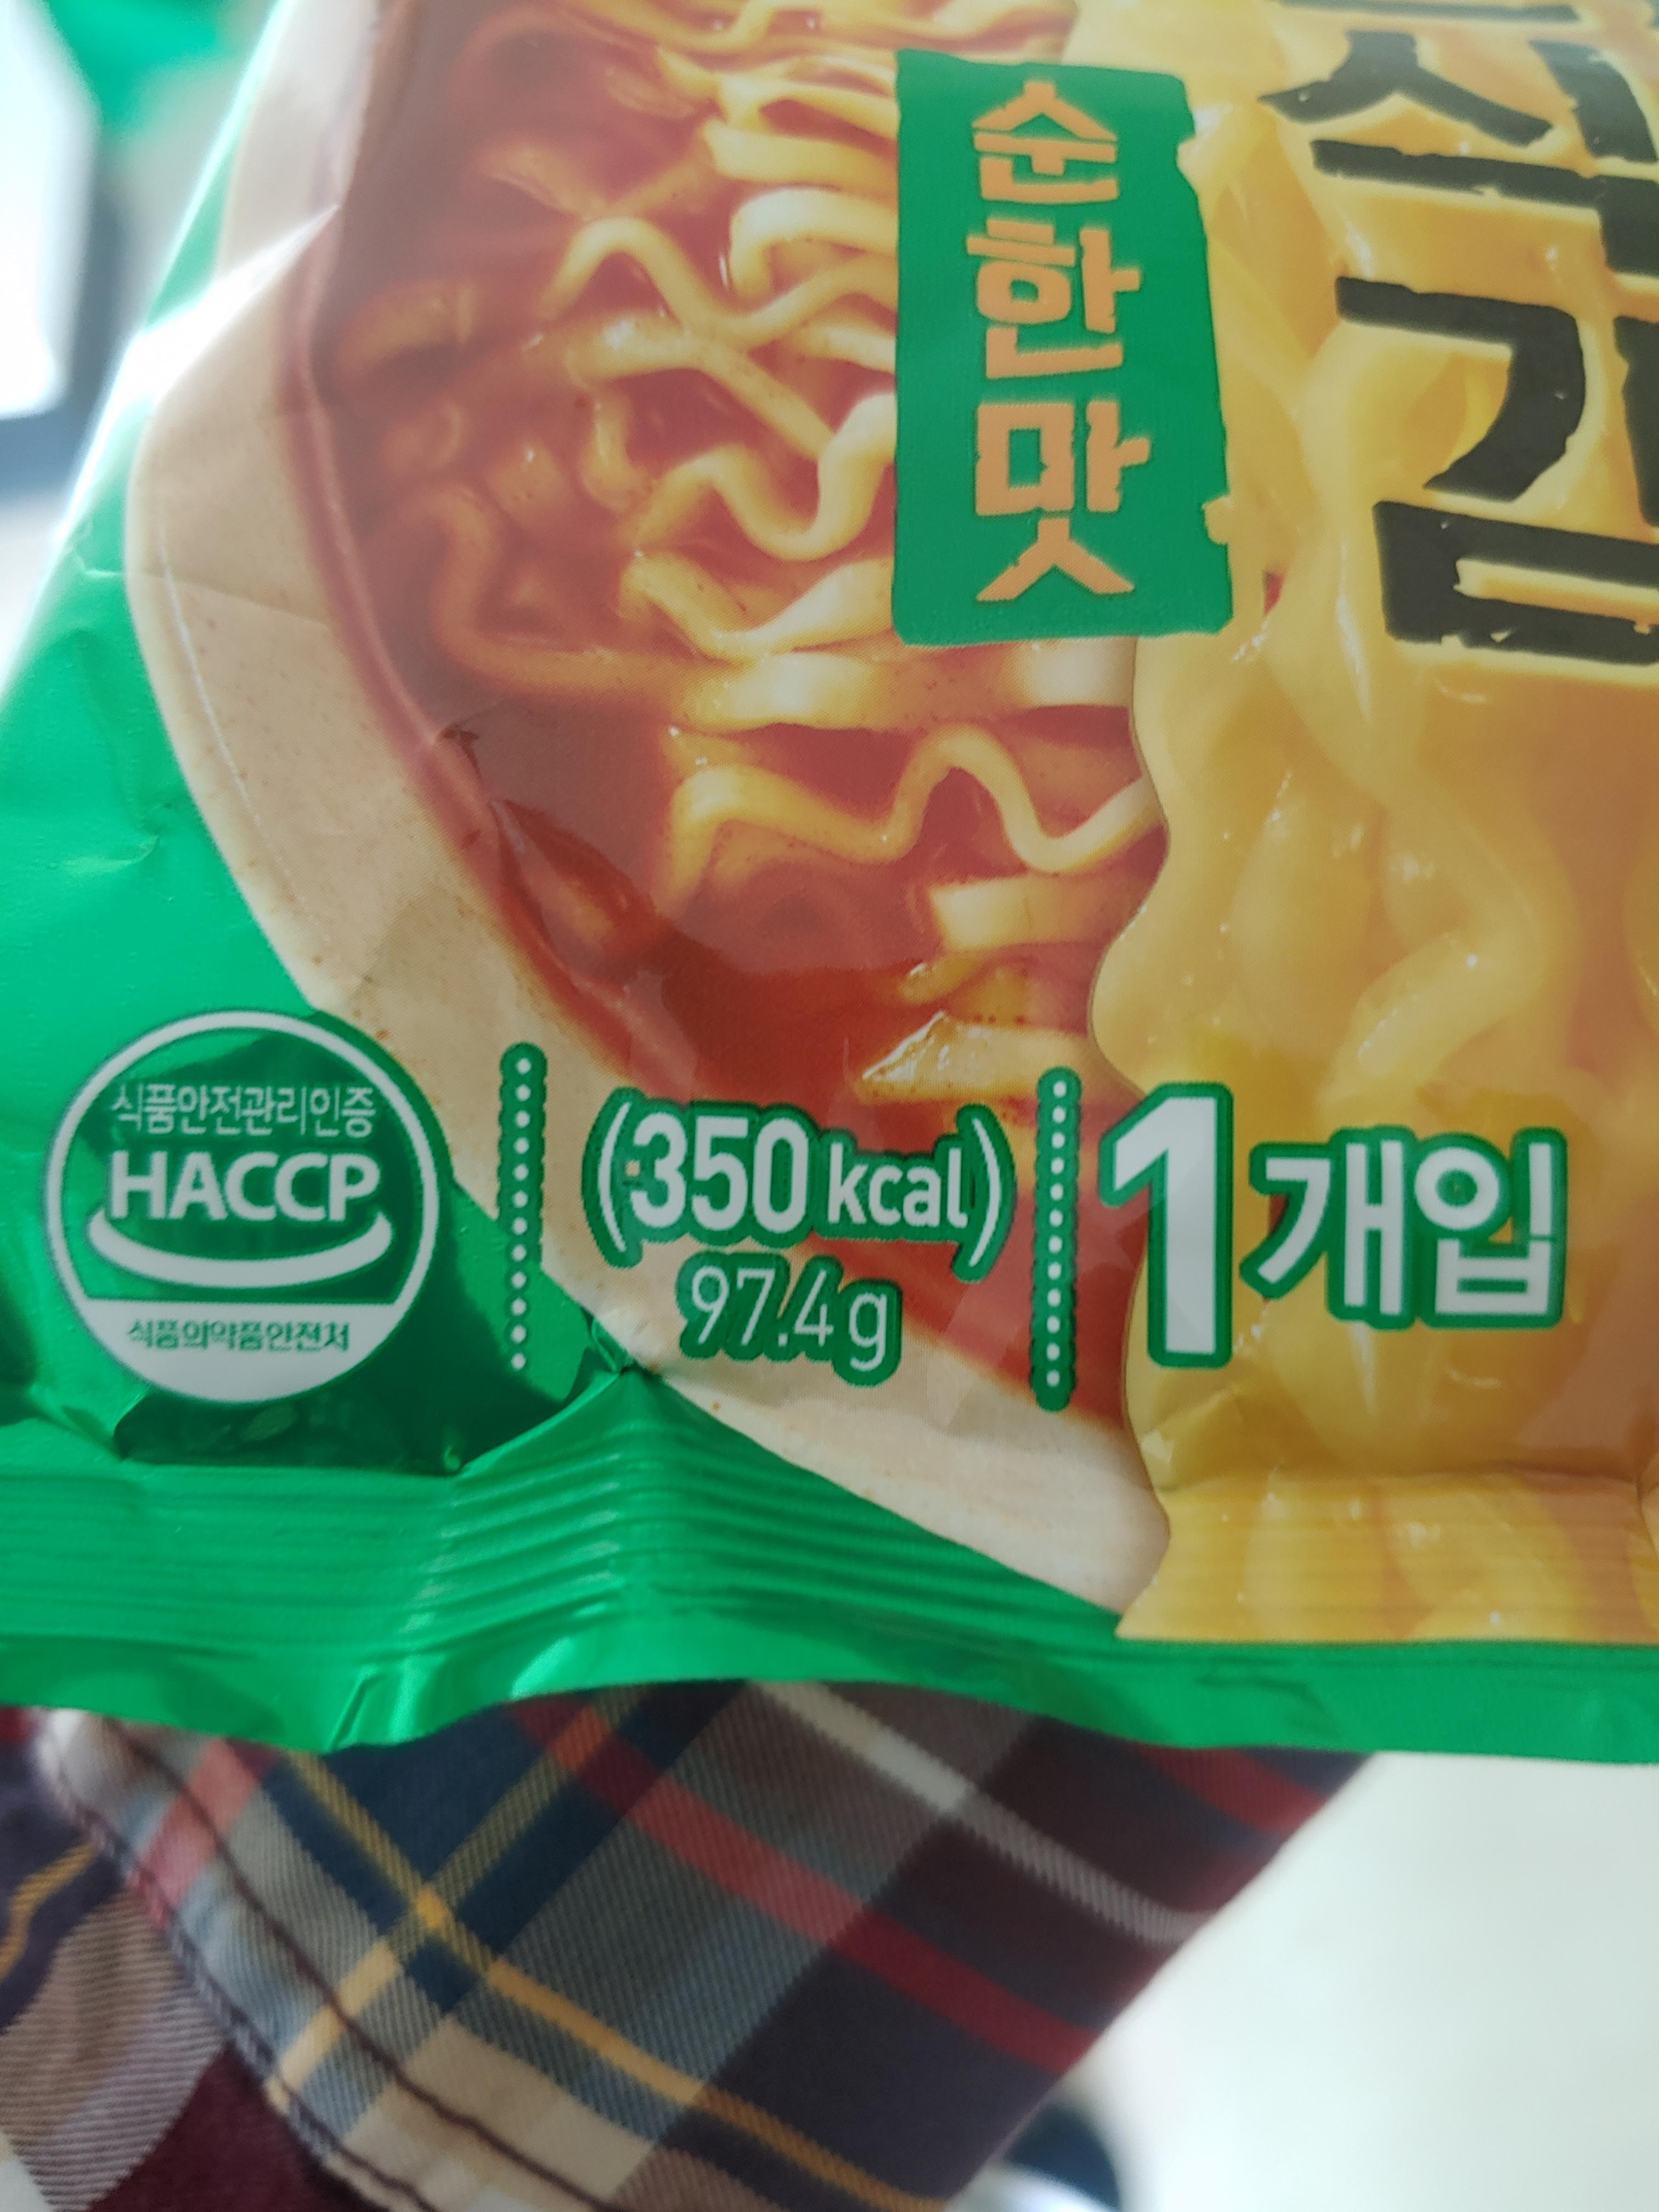 순한맛
식품안전관리인증
HACCP
식품의약품안전처
(350 kcal)
97.4 g
1개입